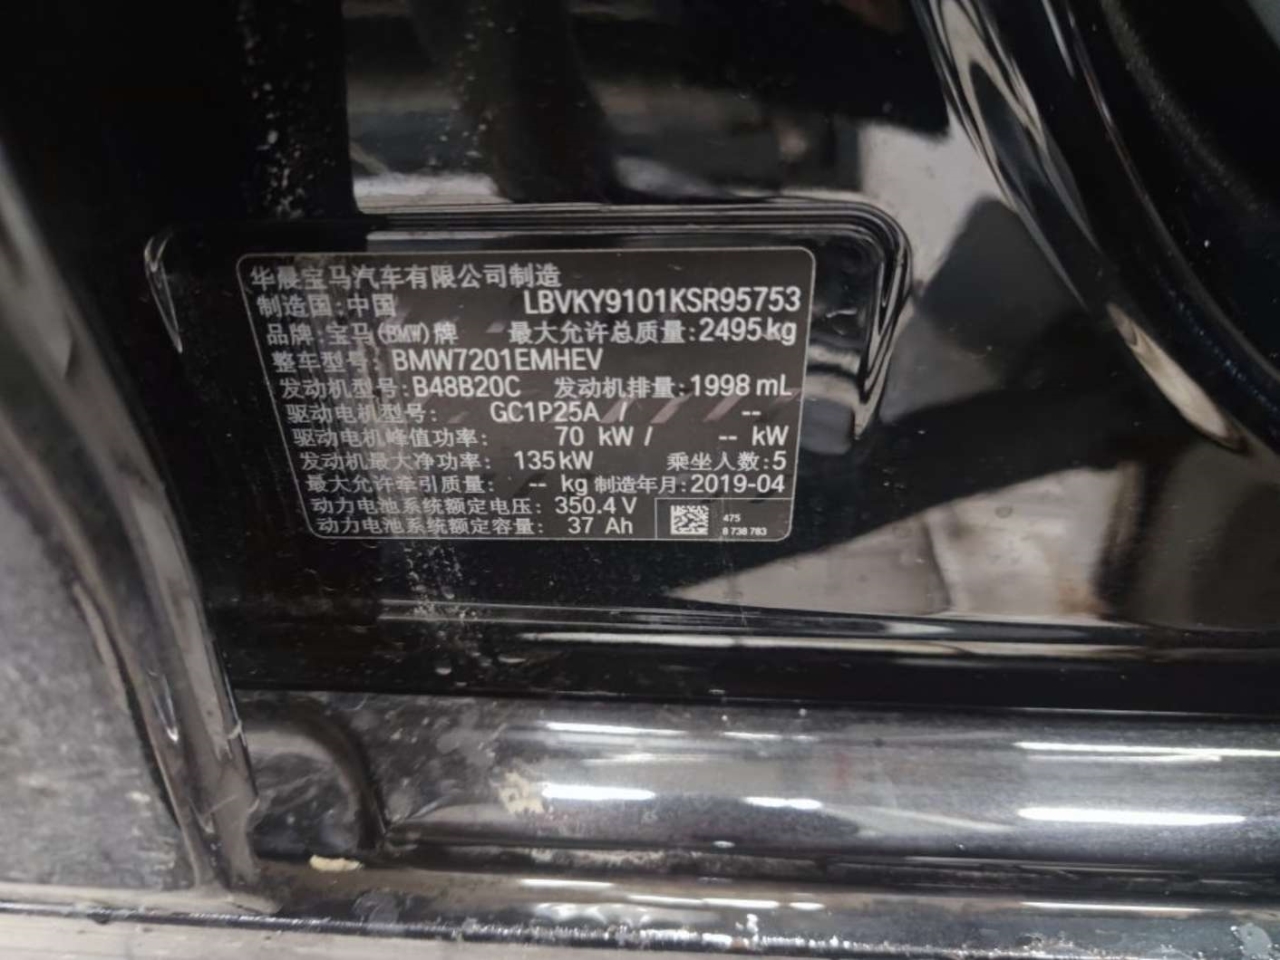 华晨宝马汽车有限公司制造
制造国:中国 LBVKY9101KSR95753
品牌:宝马(BMW)牌 最大允许总质量:2495kg
整车型号: BMW7201EMHEV
发动机型号: B48B20C 发动机排量: 1998 mL
驱动电机型号: GC1P25A / --
驱动电机峰值功率: 70 kW / -- kW
发动机最大净功率: 135kW 乘坐人数:5
最大允许牵引质量: -- kg 制造年月:2019-04
动力电池系统额定电压: 350.4 V
动力电池系统额定容量: 37 Ah
475
8 738 783